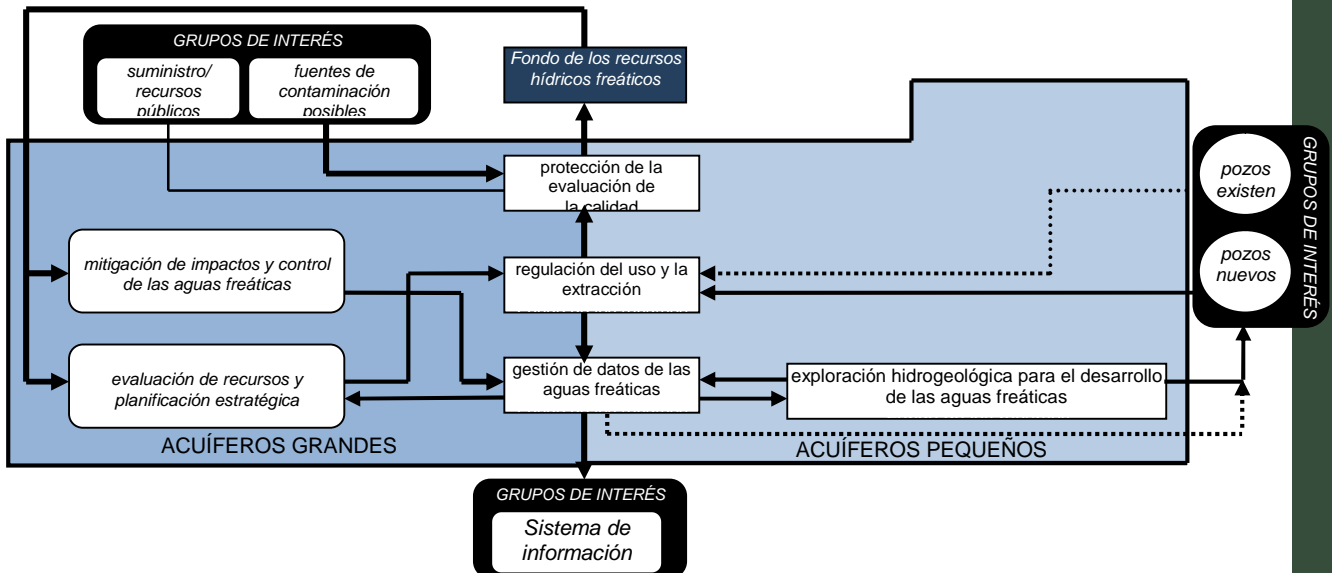 GRUPOS DE INTERÉS
suministro/
recursos
públicos
fuentes de
contaminación
posibles
Fondo de los recursos
hídricos freáticos
protección de la
evaluación de
la calidad
GRUPOS DE INTERÉS
pozos
existen
pozos
nuevos
mitigación de impactos y control
de las aguas freáticas
regulación del uso y la
extracción
evaluación de recursos y
planificación estratégica
gestión de datos de las
aguas freáticas
exploración hidrogeológica para el desarrollo
de las aguas freáticas
ACUÍFEROS GRANDES
ACUÍFEROS PEQUEÑOS
GRUPOS DE INTERÉS
Sistema de
información